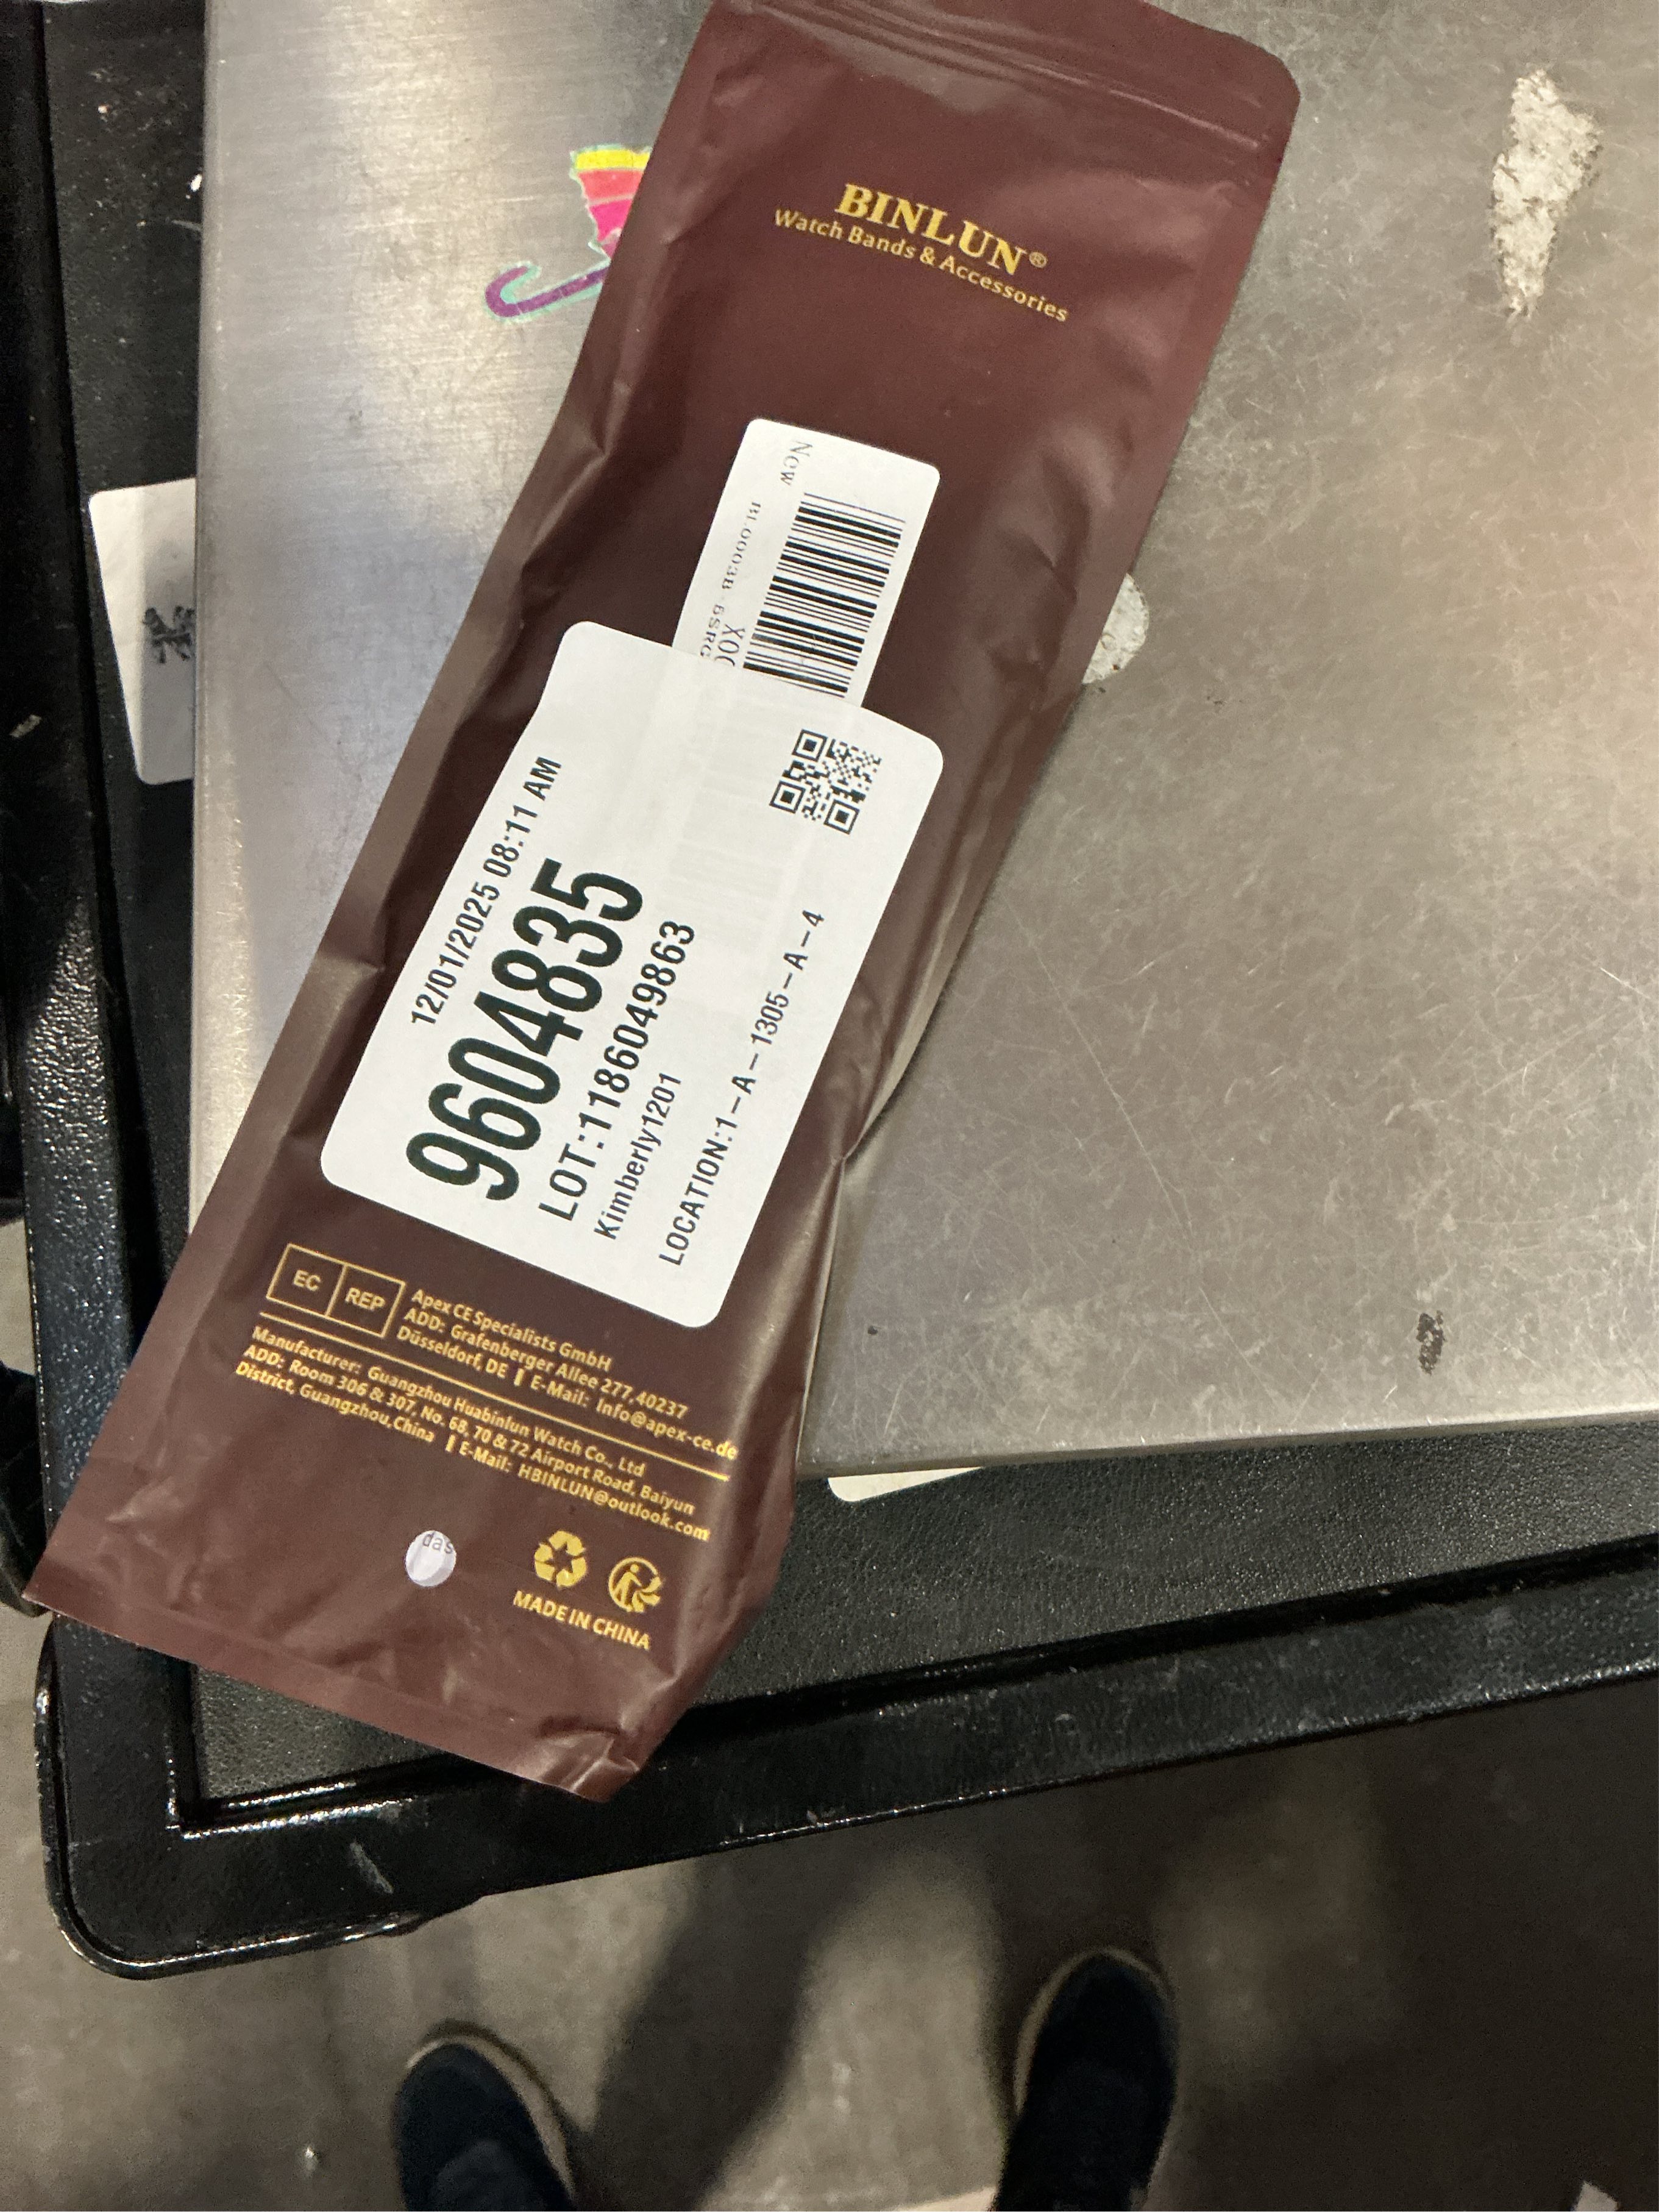 BINLUN®
Watch Bands & Accessories
New
12/01/2025 08:11 AM
9604835
LOT:1186049863
Kimberly1201
LOCATION:1-A-1305-A-4
EC REP
Apex CE Specialists GmbH
ADD: Grafenberger Allee 277,40237
Düsseldorf, DE | E-Mail: Info@apex-ce.de
Manufacturer: Guangzhou Huabinlun Watch Co., Ltd
ADD: Room 306 & 307, No. 68, 70 & 72 Airport Road, Baiyun
District, Guangzhou,China | E-Mail: HBINLUN@outlook.com
das
MADE IN CHINA